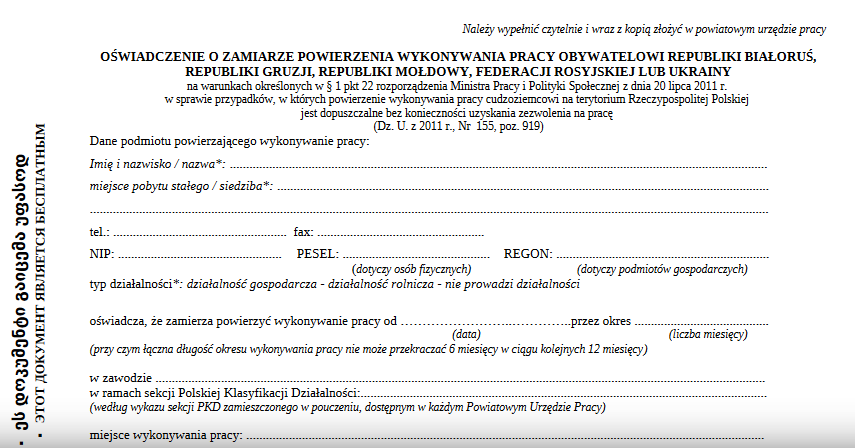 Należy wypełnić czytelnie i wraz z kopią złożyć w powiatowym urzędzie pracy
OŚWIADCZENIE O ZAMIARZE POWIERZENIA WYKONYWANIA PRACY OBYWATELOWI REPUBLIKI BIAŁORUŚ,
REPUBLIKI GRUZJI, REPUBLIKI MOŁDOWY, FEDERACJI ROSYJSKIEJ LUB UKRAINY
na warunkach określonych w § 1 pkt 22 rozporządzenia Ministra Pracy i Polityki Społecznej z dnia 20 lipca 2011 r.
w sprawie przypadków, w których powierzenie wykonywania pracy cudzoziemcowi na terytorium Rzeczypospolitej Polskiej
jest dopuszczalne bez konieczności uzyskania zezwolenia na pracę
(Dz. U. z 2011 r., Nr 155, poz. 919)
Dane podmiotu powierzającego wykonywanie pracy:
Imię i nazwisko / nazwa*: ....................
miejsce pobytu stałego / siedziba*: ....................
....................
tel.: .................... fax: ....................
NIP: .................... PESEL: .................... REGON: ....................
(dotyczy osób fizycznych) (dotyczy podmiotów gospodarczych)
typ działalności*: działalność gospodarcza - działalność rolnicza - nie prowadzi działalności
oświadcza, że zamierza powierzyć wykonywanie pracy od ....................przez okres ....................
(data) (liczba miesięcy)
(przy czym łączna długość okresu wykonywania pracy nie może przekraczać 6 miesięcy w ciągu kolejnych 12 miesięcy)
w zawodzie ....................
w ramach sekcji Polskiej Klasyfikacji Działalności:....................
(według wykazu sekcji PKD zamieszczonego w pouczeniu, dostępnym w każdym Powiatowym Urzędzie Pracy)
miejsce wykonywania pracy: ....................
• ეს დოკუმენტი გაიცემა უფასოდ
• ЭТОТ ДОКУМЕНТ ЯВЛЯЕТСЯ БЕСПЛАТНЫМ